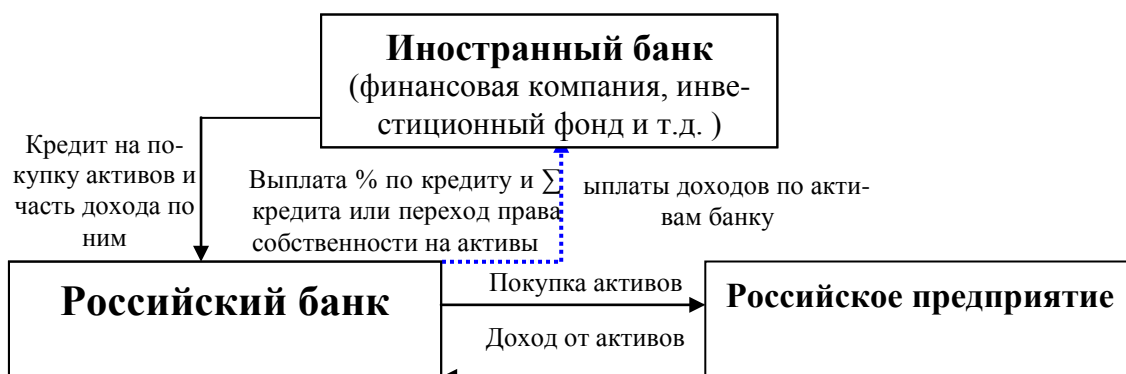 Иностранный банк
(финансовая компания, инве-
стиционный фонд и т.д. )
Кредит на по-
купку активов и
часть дохода по
ним
Выплата % по кредиту и ∑
кредита или переход права
собственности на активы
ыплаты доходов по акти-
вам банку
Российский банк
Покупка активов
Доход от активов
Российское предприятие